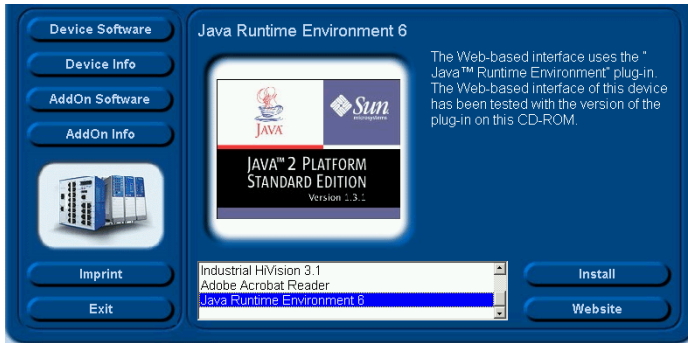 Device Software
Device Info
AddOn Software
AddOn Info
Imprint
Exit
Java Runtime Environment 6
JAVA
Sun
microsystems
JAVA™ 2 PLATFORM
STANDARD EDITION
Version 1.3.1
The Web-based interface uses the "
Java™ Runtime Environment" plug-in.
The Web-based interface of this device
has been tested with the version of the
plug-in on this CD-ROM.
Industrial HiVision 3.1
Adobe Acrobat Reader
Java Runtime Environment 6
Install
Website